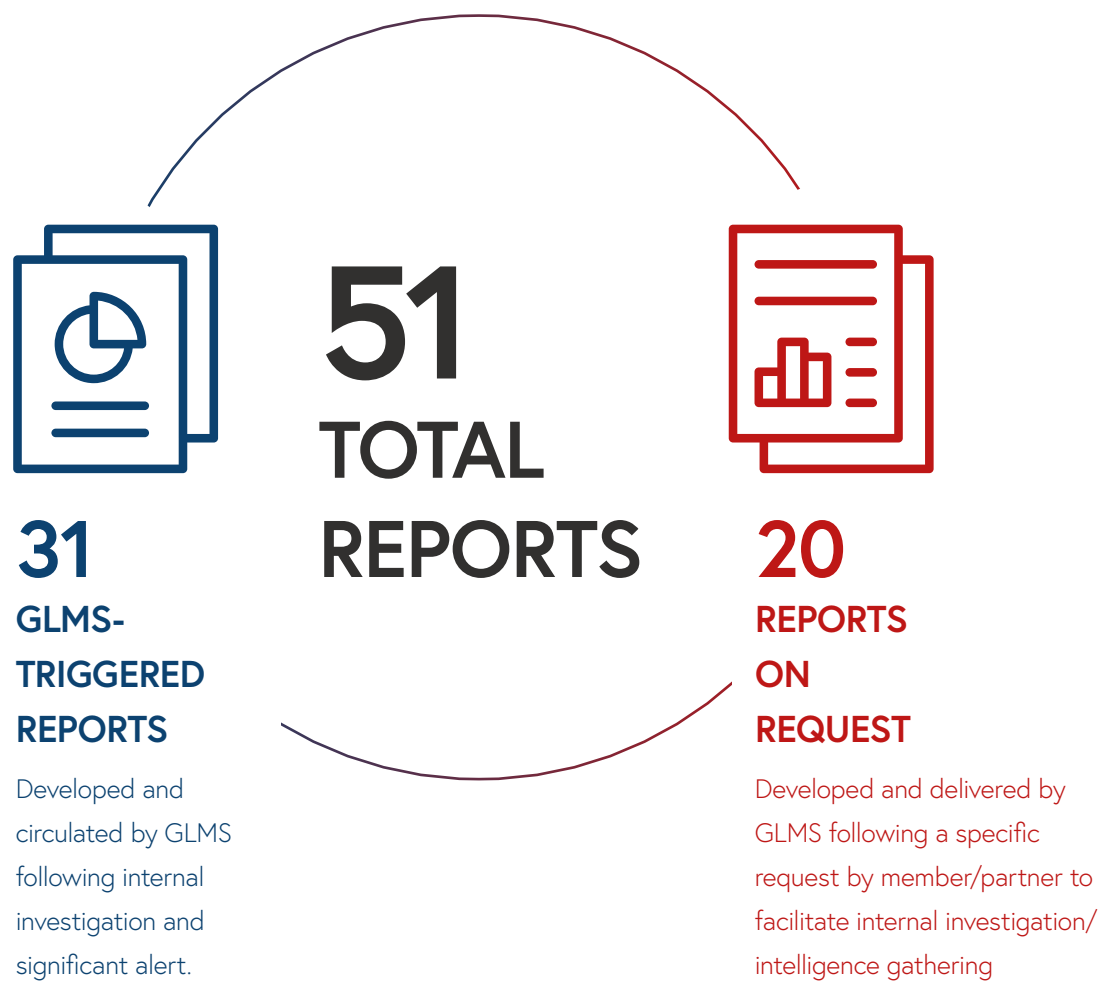 51
TOTAL
REPORTS
31
GLMS-
TRIGGERED
REPORTS
Developed and
circulated by GLMS
following internal
investigation and
significant alert.
20
REPORTS
ON
REQUEST
Developed and delivered by
GLMS following a specific
request by member/partner to
facilitate internal investigation/
intelligence gathering